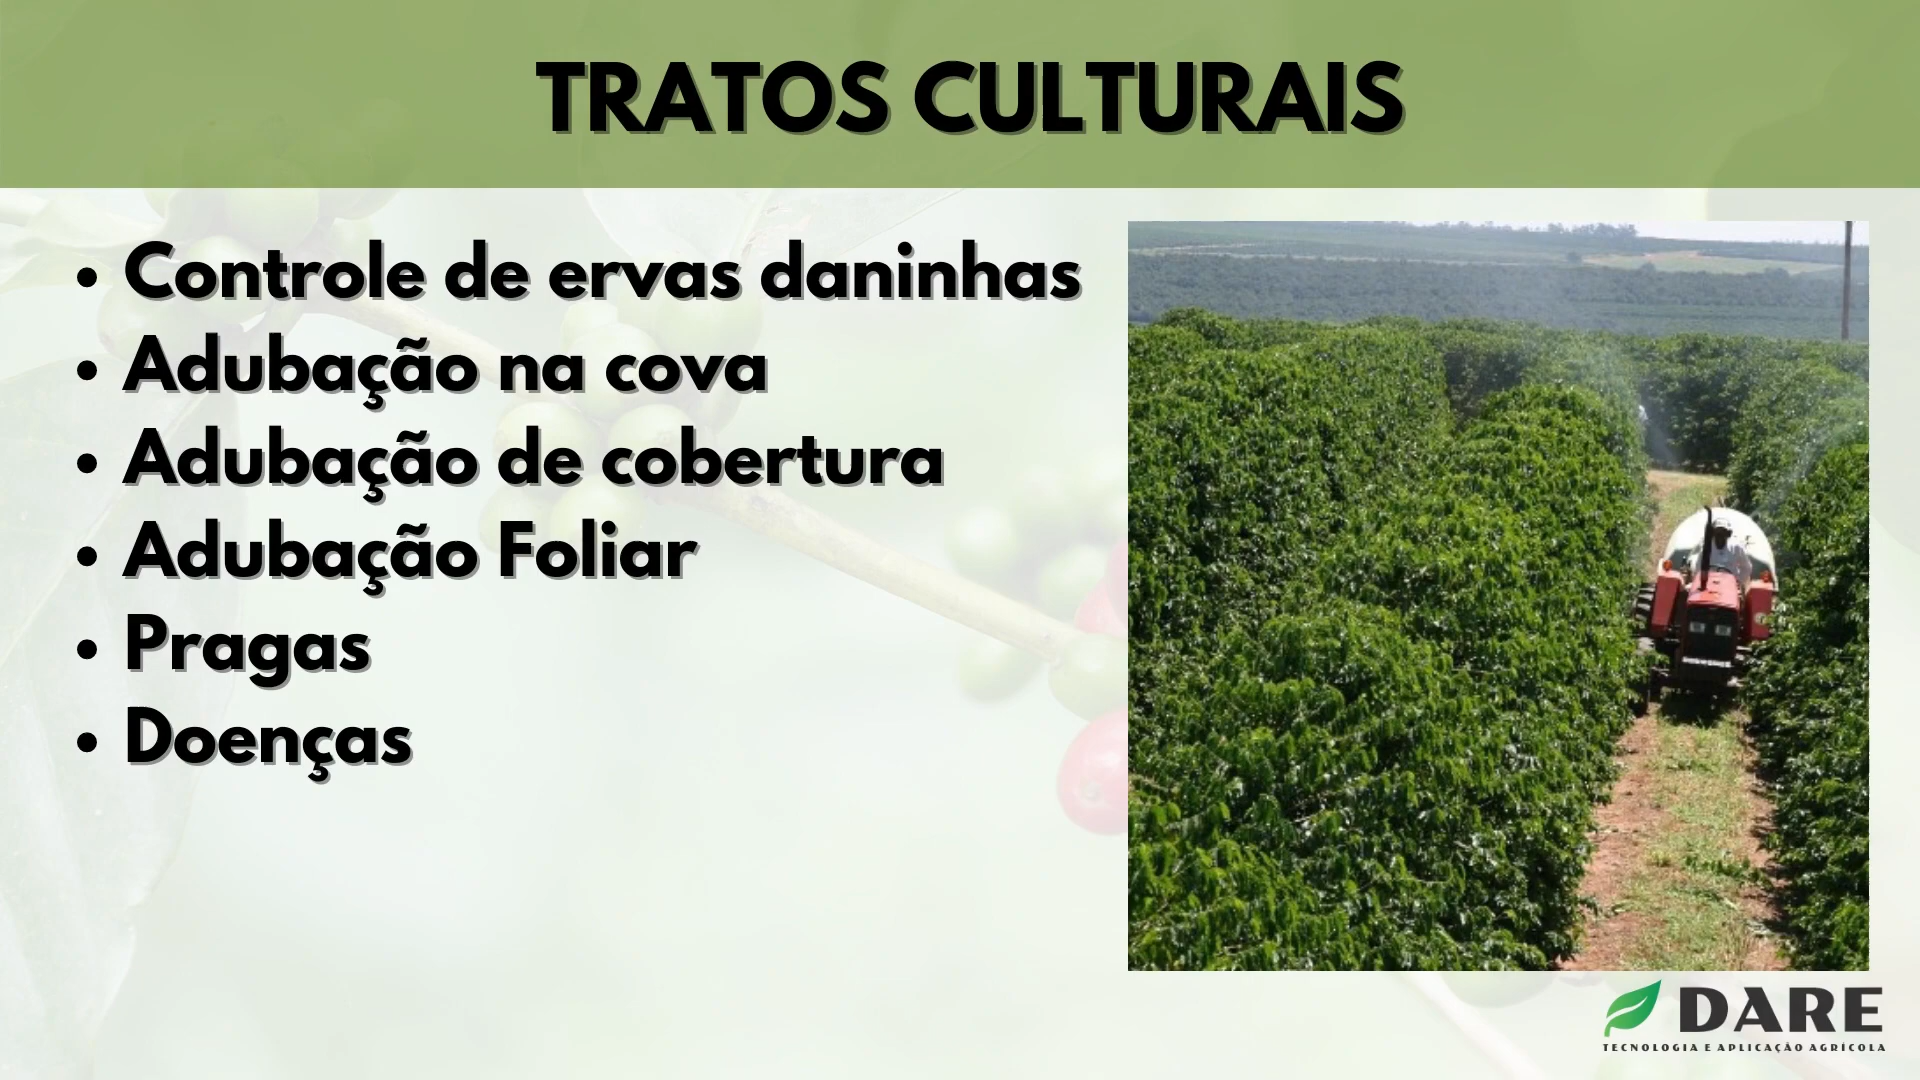 TRATOS CULTURAIS
• Controle de ervas daninhas
• Adubação na cova
• Adubação de cobertura
• Adubação Foliar
• Pragas
• Doenças
DARE
TECNOLOGIA E APLICAÇÃO AGRÍCOLA